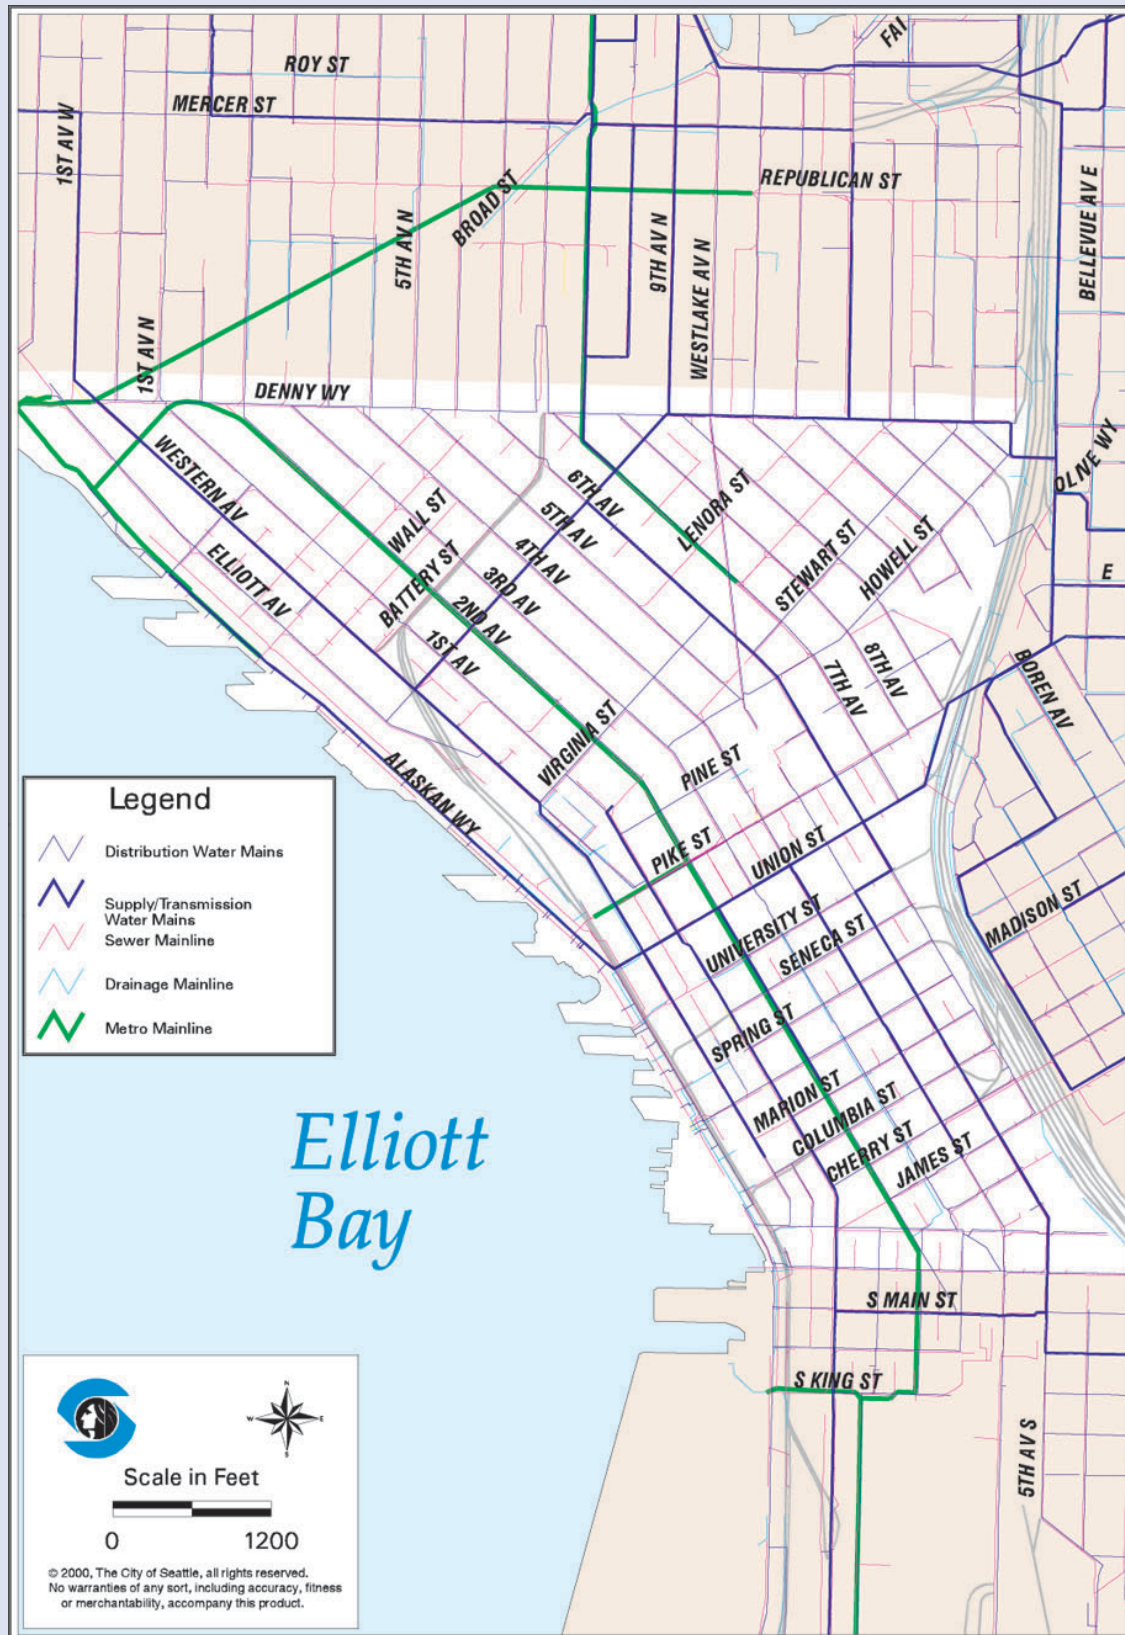 FAI
ROY ST
MERCER ST
1ST AV W
BROAD ST
REPUBLICAN ST
BELLEVUE AV E
5TH AV N
9TH AV N
WESTLAKE AV N
1ST AV N
DENNY WY
OLIVE WY
WESTERN AV
WALL ST
6TH AV
LENORA ST
5TH AV
STEWART ST
HOWELL ST
4TH AV
ELLIOTT AV
BATTERY ST
3RD AV
2ND AV
E
1ST AV
8TH AV
7TH AV
BOREN AV
VIRGINIA ST
PINE ST
ALASKAN WY
PIKE ST
UNION ST
UNIVERSITY ST
SENECA ST
MADISON ST
SPRING ST
MARION ST
COLUMBIA ST
CHERRY ST
JAMES ST
S MAIN ST
S KING ST
5TH AV S
Legend
Distribution Water Mains
Supply/Transmission
Water Mains
Sewer Mainline
Drainage Mainline
Metro Mainline
Elliott
Bay
N
W E
S
Scale in Feet
0 1200
© 2000, The City of Seattle, all rights reserved.
No warranties of any sort, including accuracy, fitness
or merchantability, accompany this product.